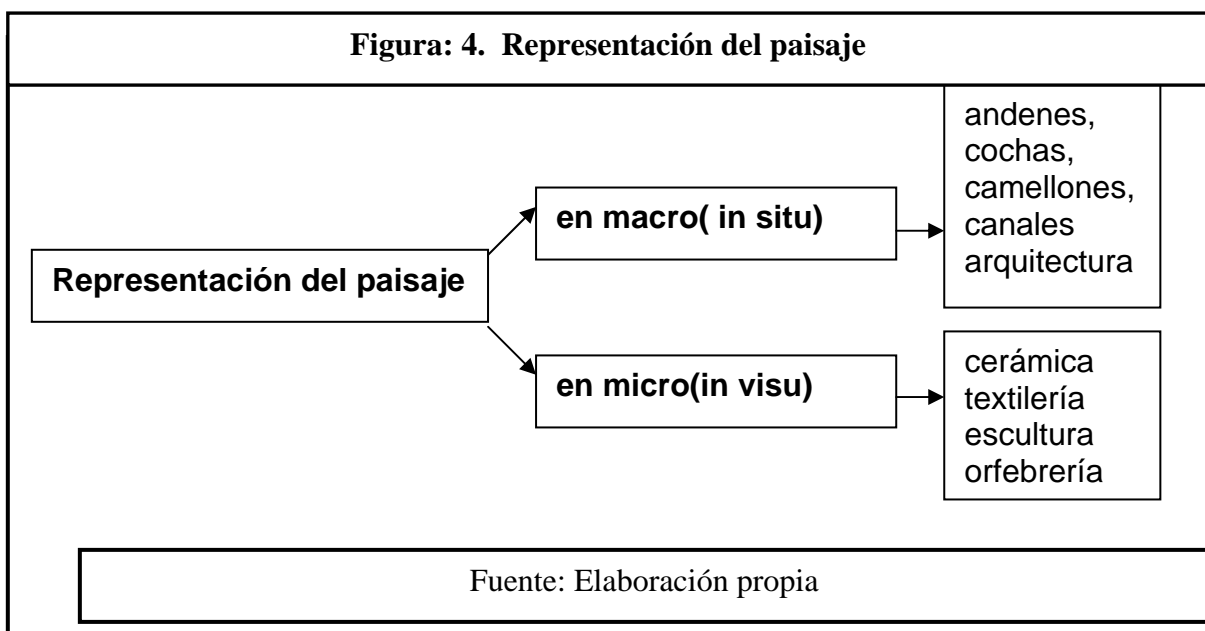 Figura: 4. Representación del paisaje
Representación del paisaje
en macro( in situ)
andenes,
cochas,
camellones,
canales
arquitectura
en micro(in visu)
cerámica
textilería
escultura
orfebrería
Fuente: Elaboración propia